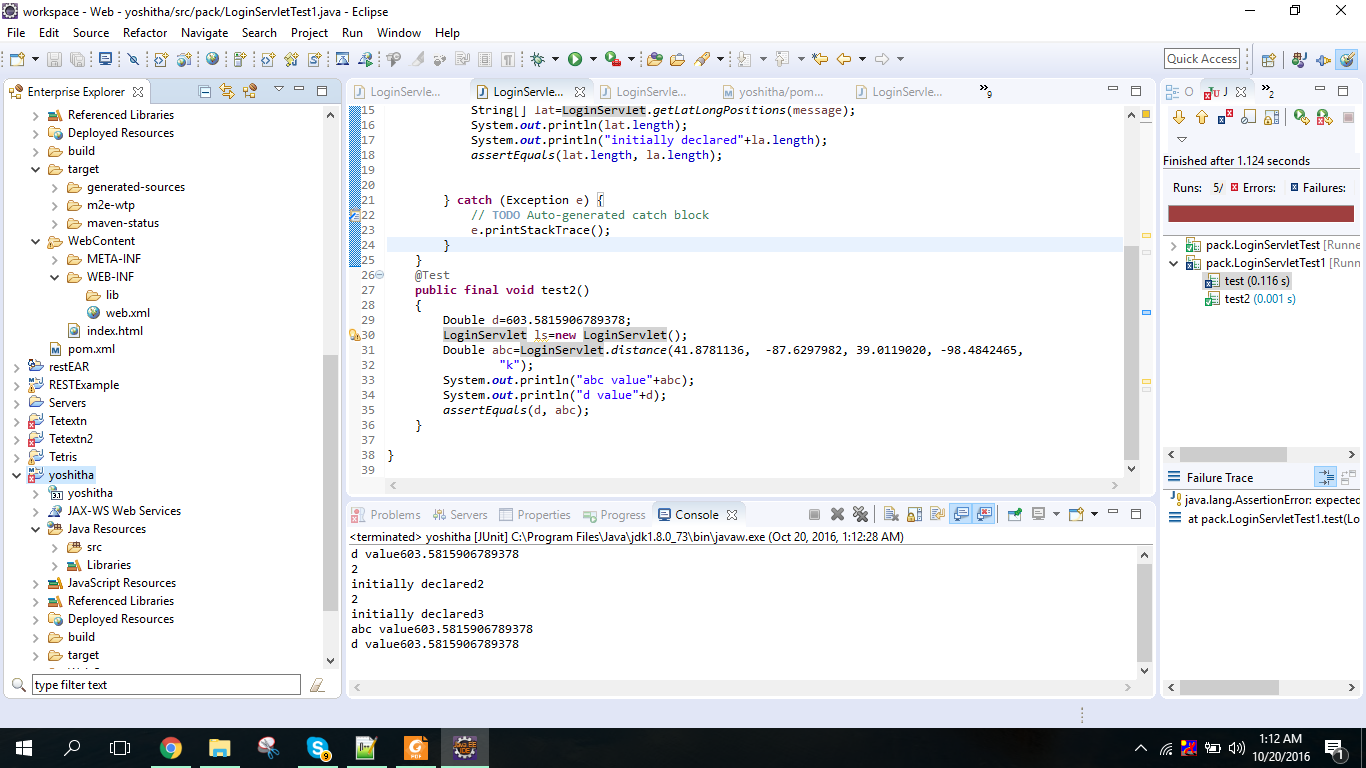 workspace - Web - yoshitha/src/pack/LoginServletTest1.java - Eclipse
File Edit Source Refactor Navigate Search Project Run Window Help
Quick Access
Enterprise Explorer
Referenced Libraries
Deployed Resources
build
target
generated-sources
m2e-wtp
maven-status
WebContent
META-INF
WEB-INF
lib
web.xml
index.html
pom.xml
restEAR
RESTExample
Servers
Tetextn
Tetextn2
Tetris
yoshitha
yoshitha
JAX-WS Web Services
Java Resources
src
Libraries
JavaScript Resources
Referenced Libraries
Deployed Resources
build
target
type filter text
LoginServle... LoginServle... LoginServle... yoshitha/pom... LoginServle... »9
15 String[] lat=LoginServlet.getLatLongPositions(message);
16 System.out.println(lat.length);
17 System.out.println("initially declared"+la.length);
18 assertEquals(lat.length, la.length);
19
20
21 } catch (Exception e) {
22 // TODO Auto-generated catch block
23 e.printStackTrace();
24 }
25 }
26 @Test
27 public final void test2()
28 {
29 Double d=603.5815906789378;
30 LoginServlet ls=new LoginServlet();
31 Double abc=LoginServlet.distance(41.8781136, -87.6297982, 39.0119020, -98.4842465,
32 "k");
33 System.out.println("abc value"+abc);
34 System.out.println("d value"+d);
35 assertEquals(d, abc);
36 }
37
38 }
39
Problems Servers Properties Progress Console
<terminated> yoshitha [JUnit] C:\Program Files\Java\jdk1.8.0_73\bin\javaw.exe (Oct 20, 2016, 1:12:28 AM)
d value603.5815906789378
2
initially declared2
2
initially declared3
abc value603.5815906789378
d value603.5815906789378
O J »2
Finished after 1.124 seconds
Runs: 5/ Errors: Failures:
pack.LoginServletTest [Runne
pack.LoginServletTest1 [Runn
test (0.116 s)
test2 (0.001 s)
Failure Trace
java.lang.AssertionError: expected
at pack.LoginServletTest1.test(Lo
1:12 AM
10/20/2016